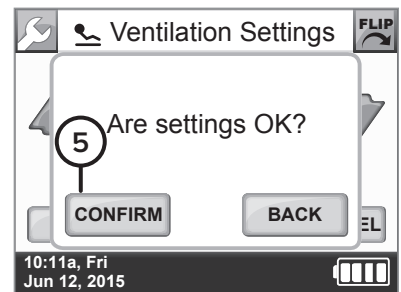 Ventilation Settings
FLIP
Are settings OK?
5
CONFIRM
BACK
EL
10:11a, Fri
Jun 12, 2015